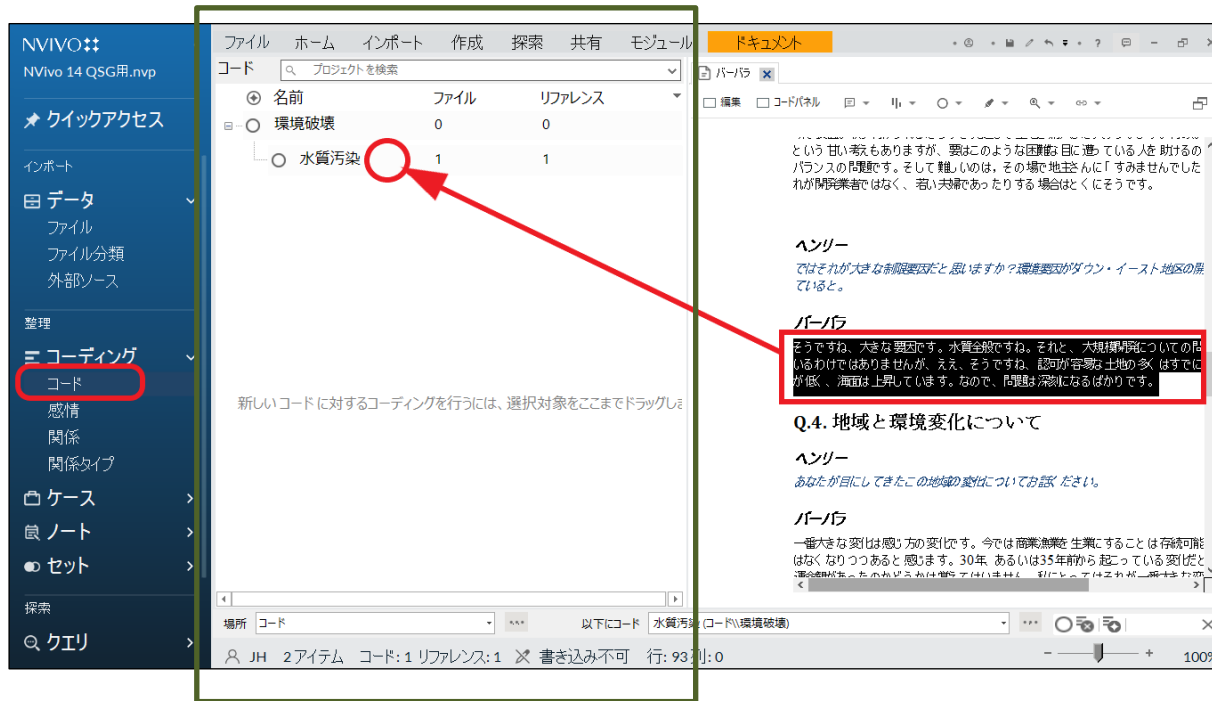 NVIVO
NVivo 14 QSG用.nvp
クイックアクセス
インポート
データ
ファイル
ファイル分類
外部ソース
整理
コーディング
コード
感情
関係
関係タイプ
ケース
ノート
セット
探索
クエリ
ファイル ホーム インポート 作成 探索 共有 モジュール ドキュメント
コード プロジェクトを検索
名前 ファイル リファレンス
環境破壊 0 0
水質汚染 1 1
新しいコードに対するコーディングを行うには、選択対象をここまでドラッグしま
場所 コード 以下にコード 水質汚染 (コード\\環境破壊)
JH 2アイテム コード: 1 リファレンス: 1 書き込み不可 行: 93 列: 0
100%
バーバラ
編集 コードパネル
という甘い考えもありますが、要はこのような困難な目に遭っている人を助けるの
バランスの問題です。そして難しいのは，その場で地主さんに「すみませんでした
れが開発業者ではなく、若い夫婦であったりする場合はとくにそうです。
ヘンリー
ではそれが大きな制限要因だと思いますか？環境要因がダウン・イースト地区の開
ていると。
バーバラ
そうですね、大きな要因です。水質全般ですね。それと、大規模開発についての問
いるわけではありませんが、ええ、そうですね、認可が容易な土地の多くはすでに
が低く、海面は上昇しています。なので、問題は深刻になるばかりです。
Q.4. 地域と環境変化について
ヘンリー
あなたが目にしてきたこの地域の変化についてお話ください。
バーバラ
一番大きな変化は感じ方の変化です。今では商業漁業を生業にすることは存続可能
はなくなりつつあると感じます。30年、あるいは35年前から起こっている変化だと